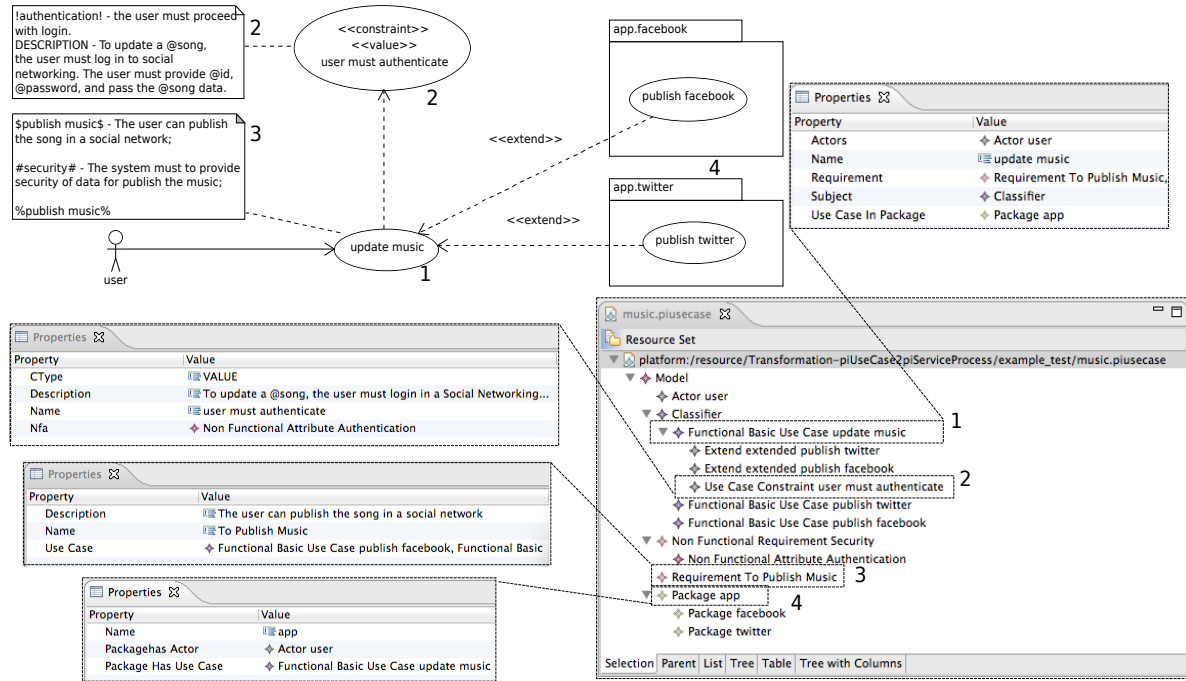 !authentication! - the user must proceed
with login.
DESCRIPTION - To update a @song,
the user must log in to social
networking. The user must provide @id,
@password, and pass the @song data.
2
<<constraint>>
<<value>>
user must authenticate
2
$publish music$ - The user can publish
the song in a social network;
#security# - The system must to provide
security of data for publish the music;
%publish music%
3
user
update music
1
<<extend>>
<<extend>>
app.facebook
publish facebook
4
app.twitter
publish twitter
Properties
Property Value
Actors Actor user
Name update music
Requirement Requirement To Publish Music,
Subject Classifier
Use Case In Package Package app
Properties
Property Value
CType VALUE
Description To update a @song, the user must login in a Social Networking...
Name user must authenticate
Nfa Non Functional Attribute Authentication
Properties
Property Value
Description The user can publish the song in a social network
Name To Publish Music
Use Case Functional Basic Use Case publish facebook, Functional Basic
Properties
Property Value
Name app
Packagehas Actor Actor user
Package Has Use Case Functional Basic Use Case update music
music.piusecase
Resource Set
platform:/resource/Transformation-piUseCase2piServiceProcess/example_test/music.piusecase
Model
Actor user
Classifier
Functional Basic Use Case update music
1
Extend extended publish twitter
Extend extended publish facebook
Use Case Constraint user must authenticate
2
Functional Basic Use Case publish twitter
Functional Basic Use Case publish facebook
Non Functional Requirement Security
Non Functional Attribute Authentication
Requirement To Publish Music
3
Package app
4
Package facebook
Package twitter
Selection Parent List Tree Table Tree with Columns